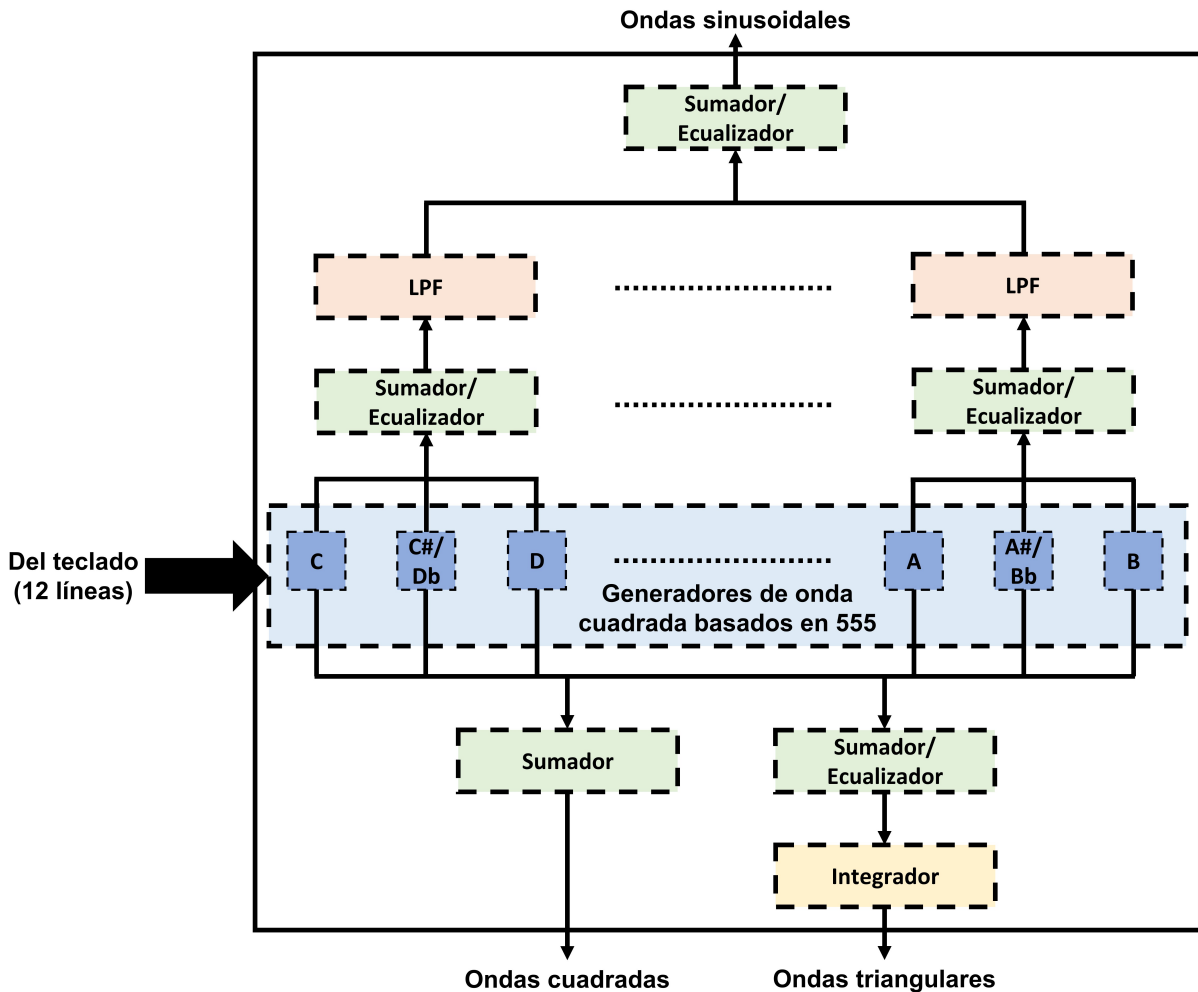 Ondas sinusoidales
Sumador/
Ecualizador
LPF
LPF
Sumador/
Ecualizador
Sumador/
Ecualizador
Del teclado
(12 líneas)
C
C#/
Db
D
A
A#/
Bb
B
Generadores de onda
cuadrada basados en 555
Sumador
Sumador/
Ecualizador
Integrador
Ondas cuadradas
Ondas triangulares